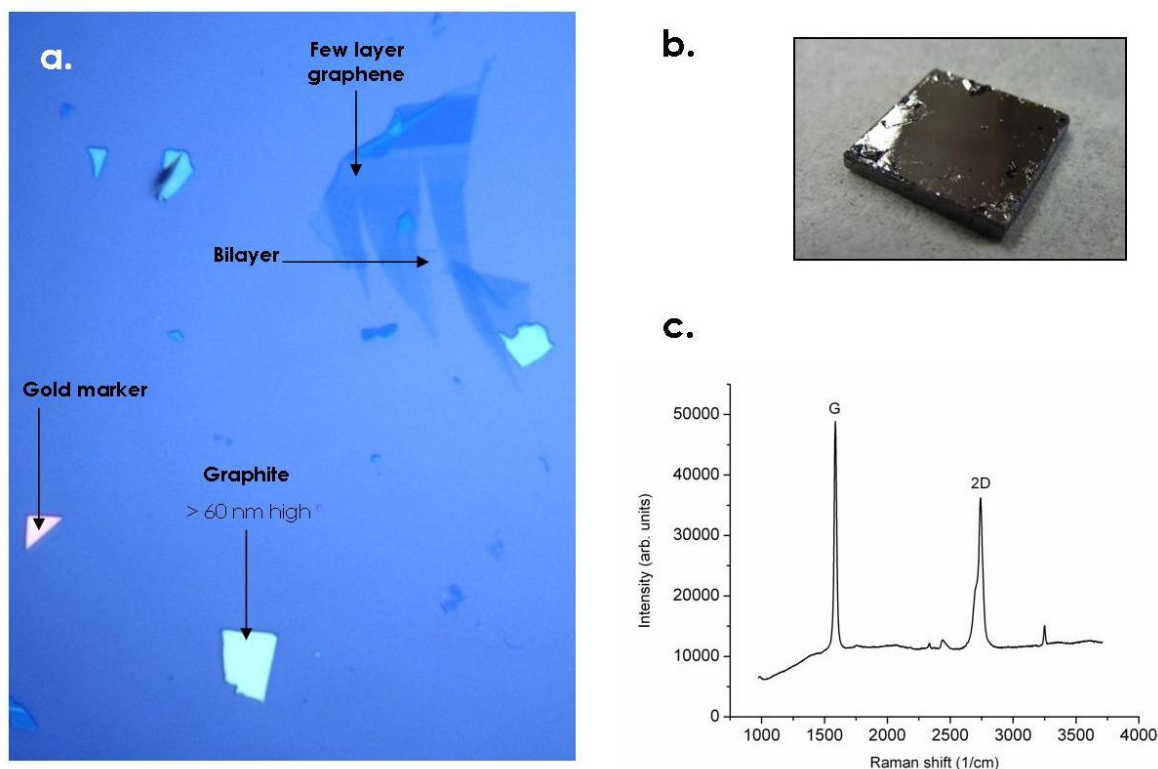 a.
Few layer
graphene
Bilayer
Gold marker
Graphite
> 60 nm high
b.
c.
G
2D
50000
40000
30000
20000
10000
0
Intensity (arb. units)
1000 1500 2000 2500 3000 3500 4000
Raman shift (1/cm)